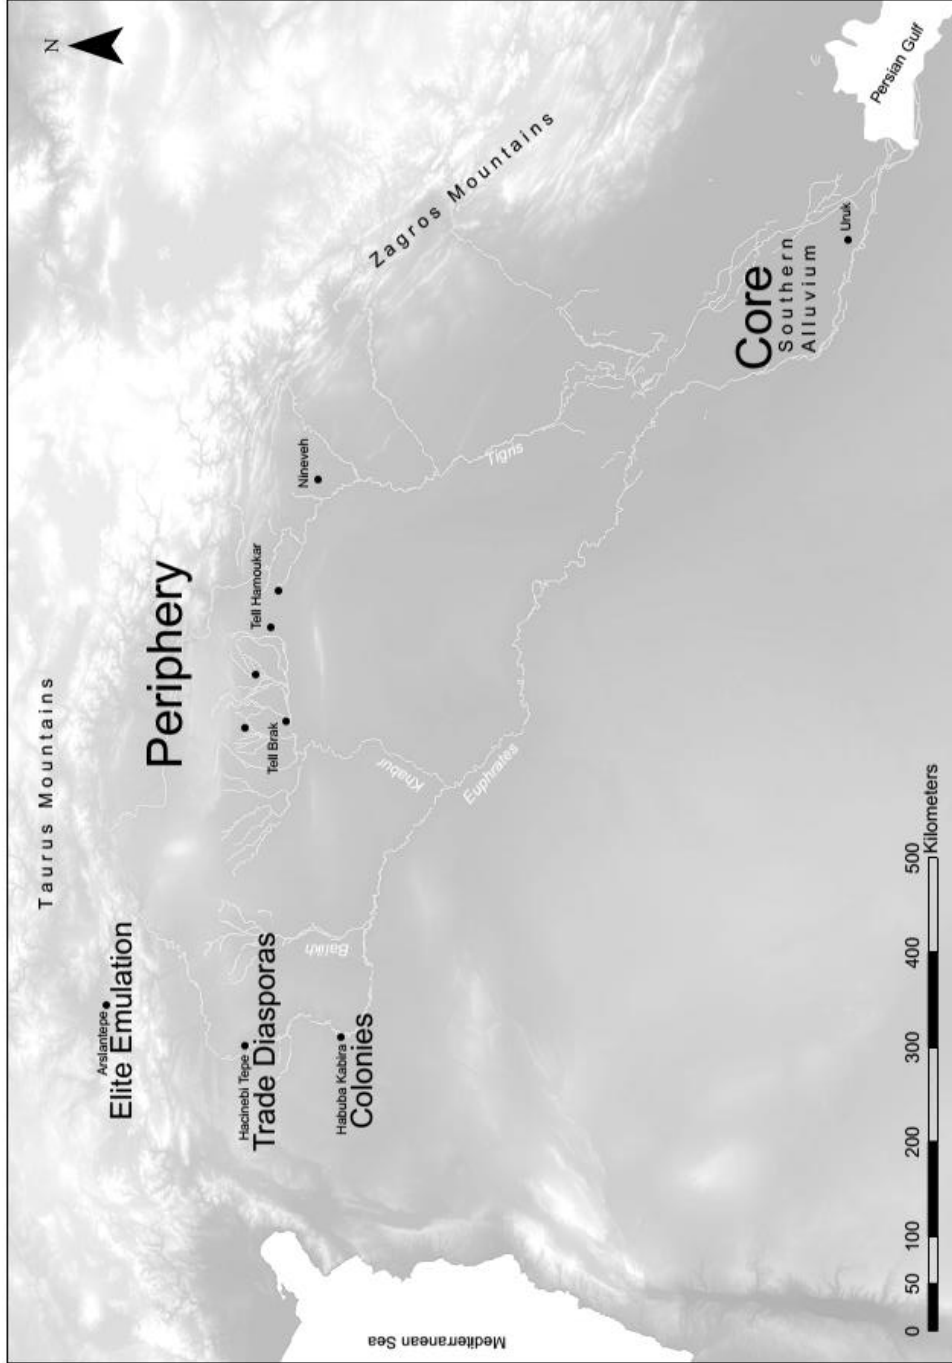 N
Taurus Mountains
Arslantepe
Elite Emulation
Periphery
Zagros Mountains
Hacinebi Tepe
Trade Diasporas
Tell Hamoukar
Tell Brak
Nineveh
Habuba Kabira
Colonies
Balikh
Khabur
Euphrates
Tigris
Mediterranean Sea
Core
Southern
Alluvium
Uruk
Persian Gulf
0 50 100 200 300 400 500
Kilometers